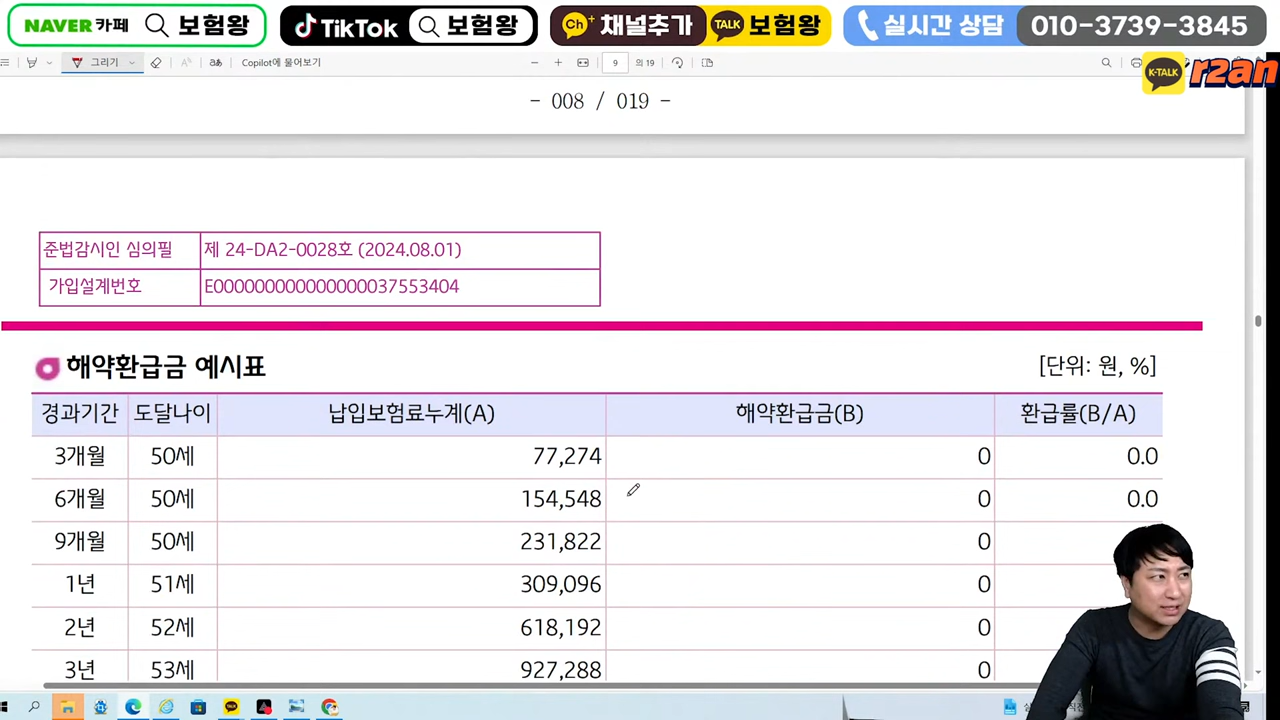 NAVER 카페 보험왕 TikTok 보험왕 Ch+ 채널추가 TALK 보험왕 실시간 상담 010-3739-3845
그리기 Copilot에 물어보기 9 의 19
K-TALK r2an
- 008 / 019 -
준법감시인 심의필 제 24-DA2-0028호 (2024.08.01)
가입설계번호 E00000000000000000037553404
해약환급금 예시표 [단위: 원, %]
경과기간 도달나이 납입보험료누계(A) 해약환급금(B) 환급률(B/A)
3개월 50세 77,274 0 0.0
6개월 50세 154,548 0 0.0
9개월 50세 231,822 0
1년 51세 309,096 0
2년 52세 618,192 0
3년 53세 927,288 0